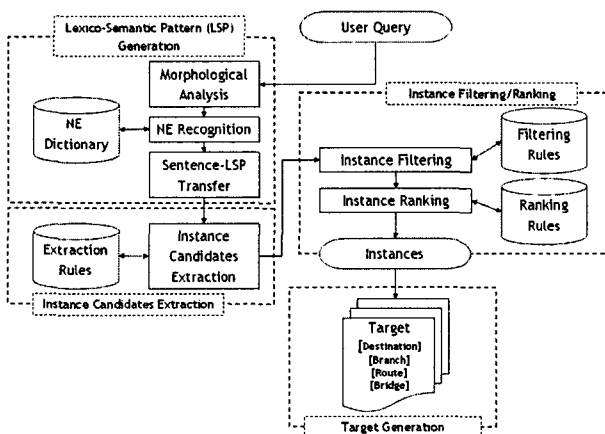 Lexico-Semantic Pattern (LSP)
Generation
User Query
Morphological
Analysis
NE
Dictionary
NE Recognition
Sentence-LSP
Transfer
Extraction
Rules
Instance
Candidates
Extraction
Instance Candidates Extraction
Instance Filtering/Ranking
Instance Filtering
Filtering
Rules
Instance Ranking
Ranking
Rules
Instances
Target
[Destination]
[Branch]
[Route]
[Bridge]
Target Generation